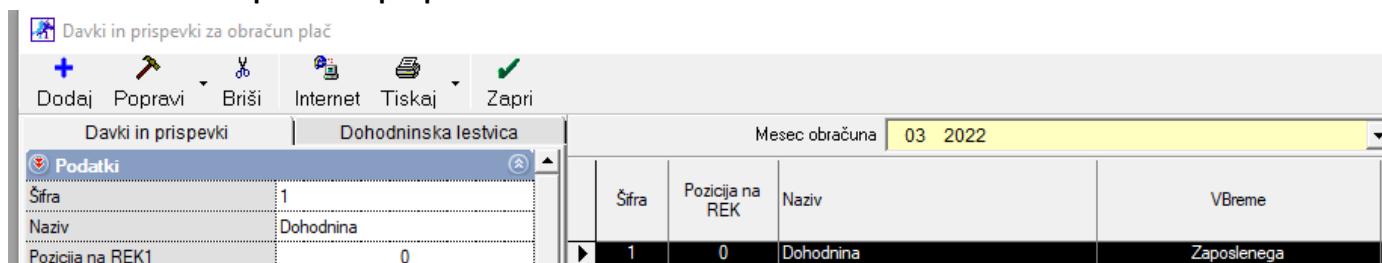 Davki in prispevki za obračun plač
Dodaj Popravi Briši Internet Tiskaj Zapri
Davki in prispevki Dohodninska lestvica
Mesec obračuna 03 2022
Podatki
Šifra 1
Naziv Dohodnina
Pozicija na REK1 0
Šifra Pozicija na REK Naziv VBreme
1 0 Dohodnina Zaposlenega